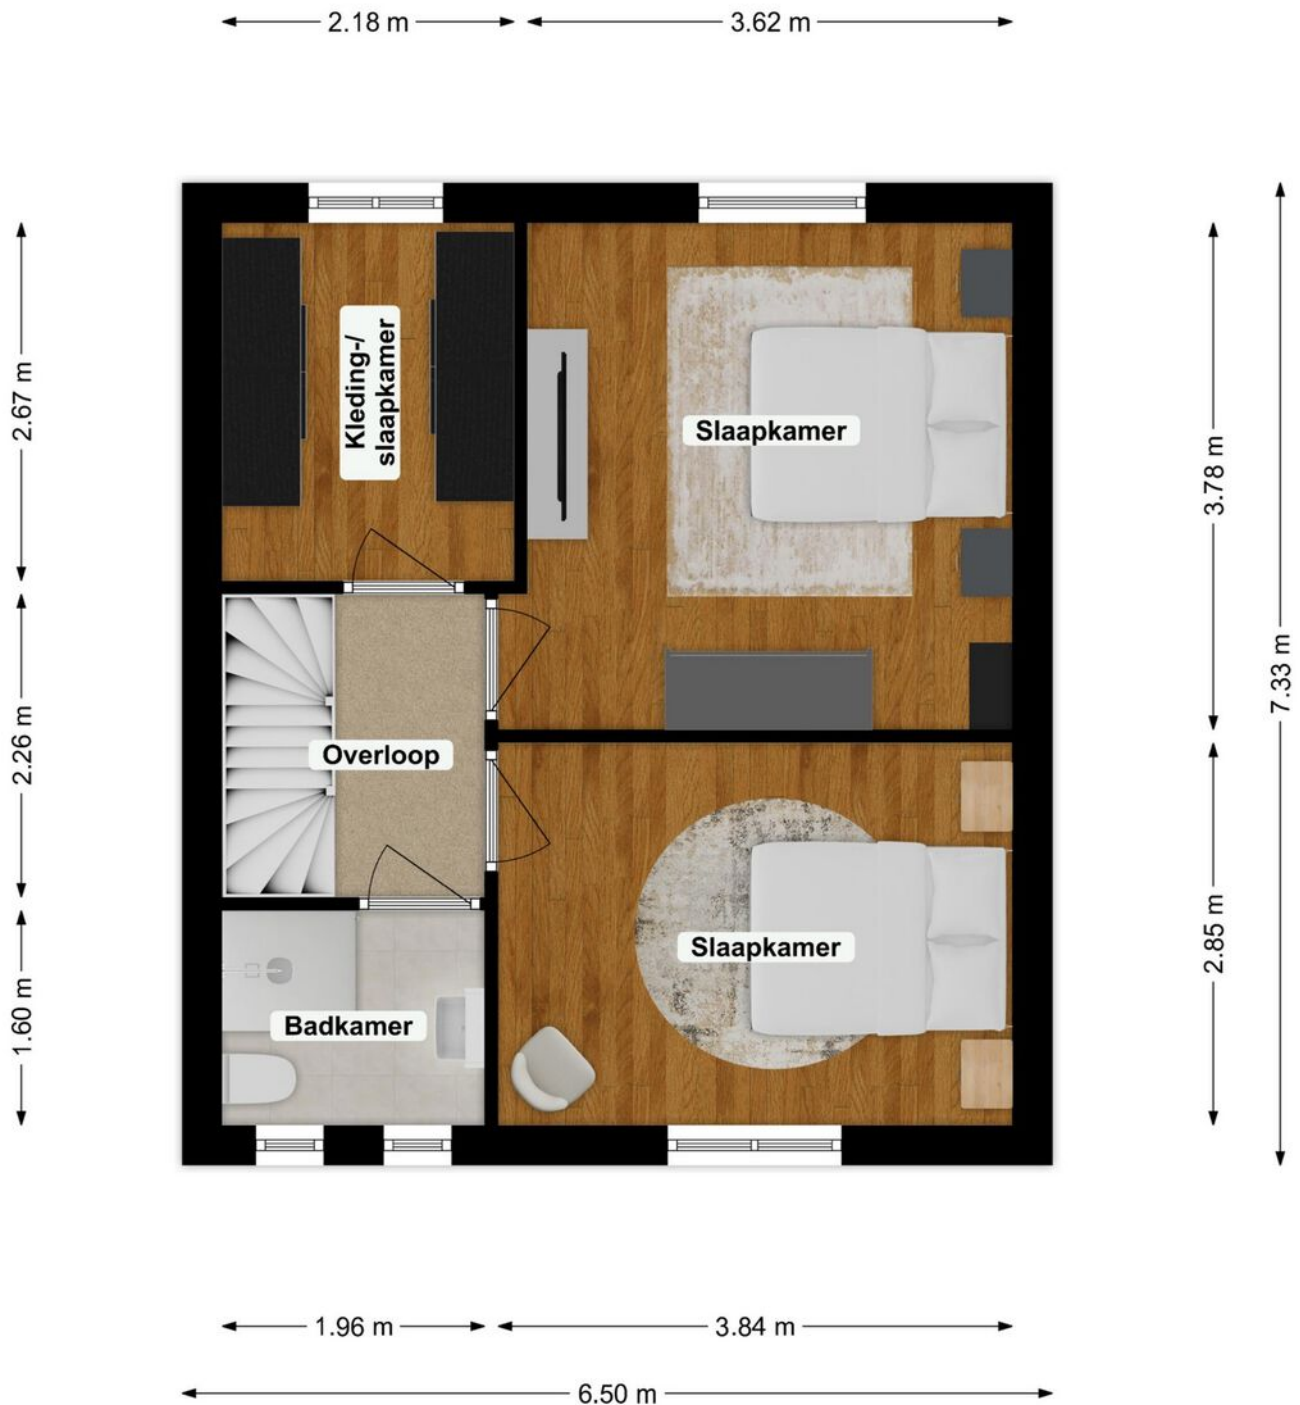 2.18 m
3.62 m
2.67 m
Kleding-/
slaapkamer
Slaapkamer
3.78 m
7.33 m
2.26 m
Overloop
Slaapkamer
2.85 m
1.60 m
Badkamer
1.96 m
3.84 m
6.50 m